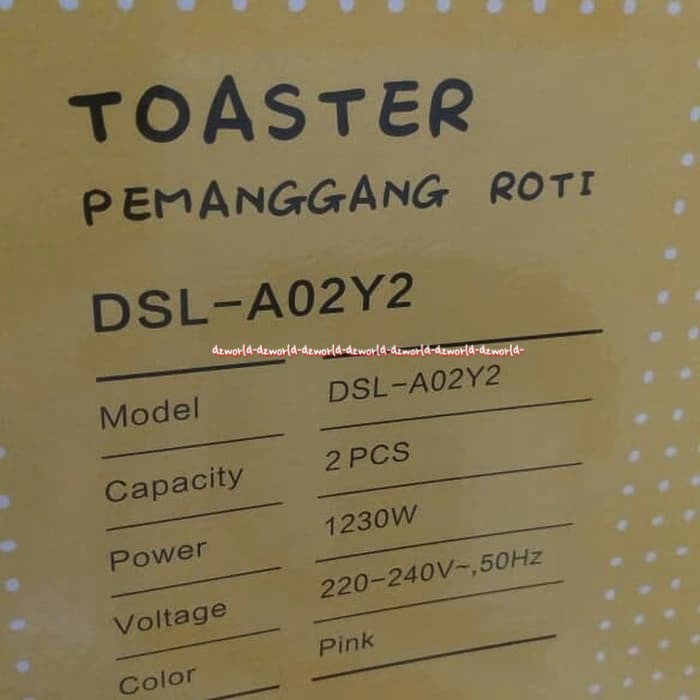 TOASTER
PEMANGGANG ROTI
DSL-A02Y2
dzworld-dzworld-dzworld-dzworld-dzworld-dzworld-dzworld-
Model DSL-A02Y2
Capacity 2 PCS
Power 1230W
Voltage 220-240V~,50Hz
Color Pink